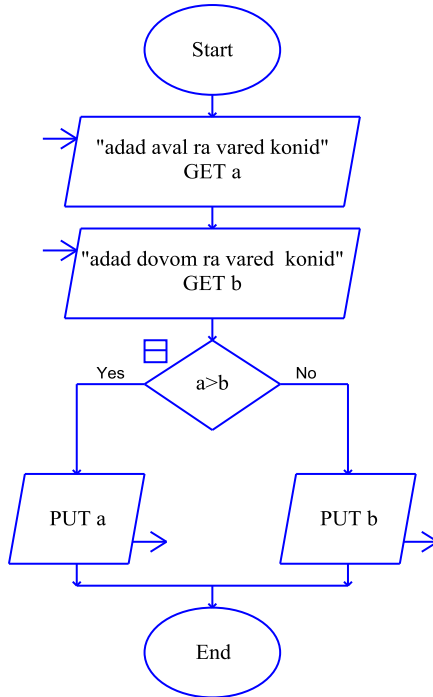 Start
"adad aval ra vared konid"
GET a
"adad dovom ra vared  konid"
GET b
Yes
a>b
No
PUT a
PUT b
End